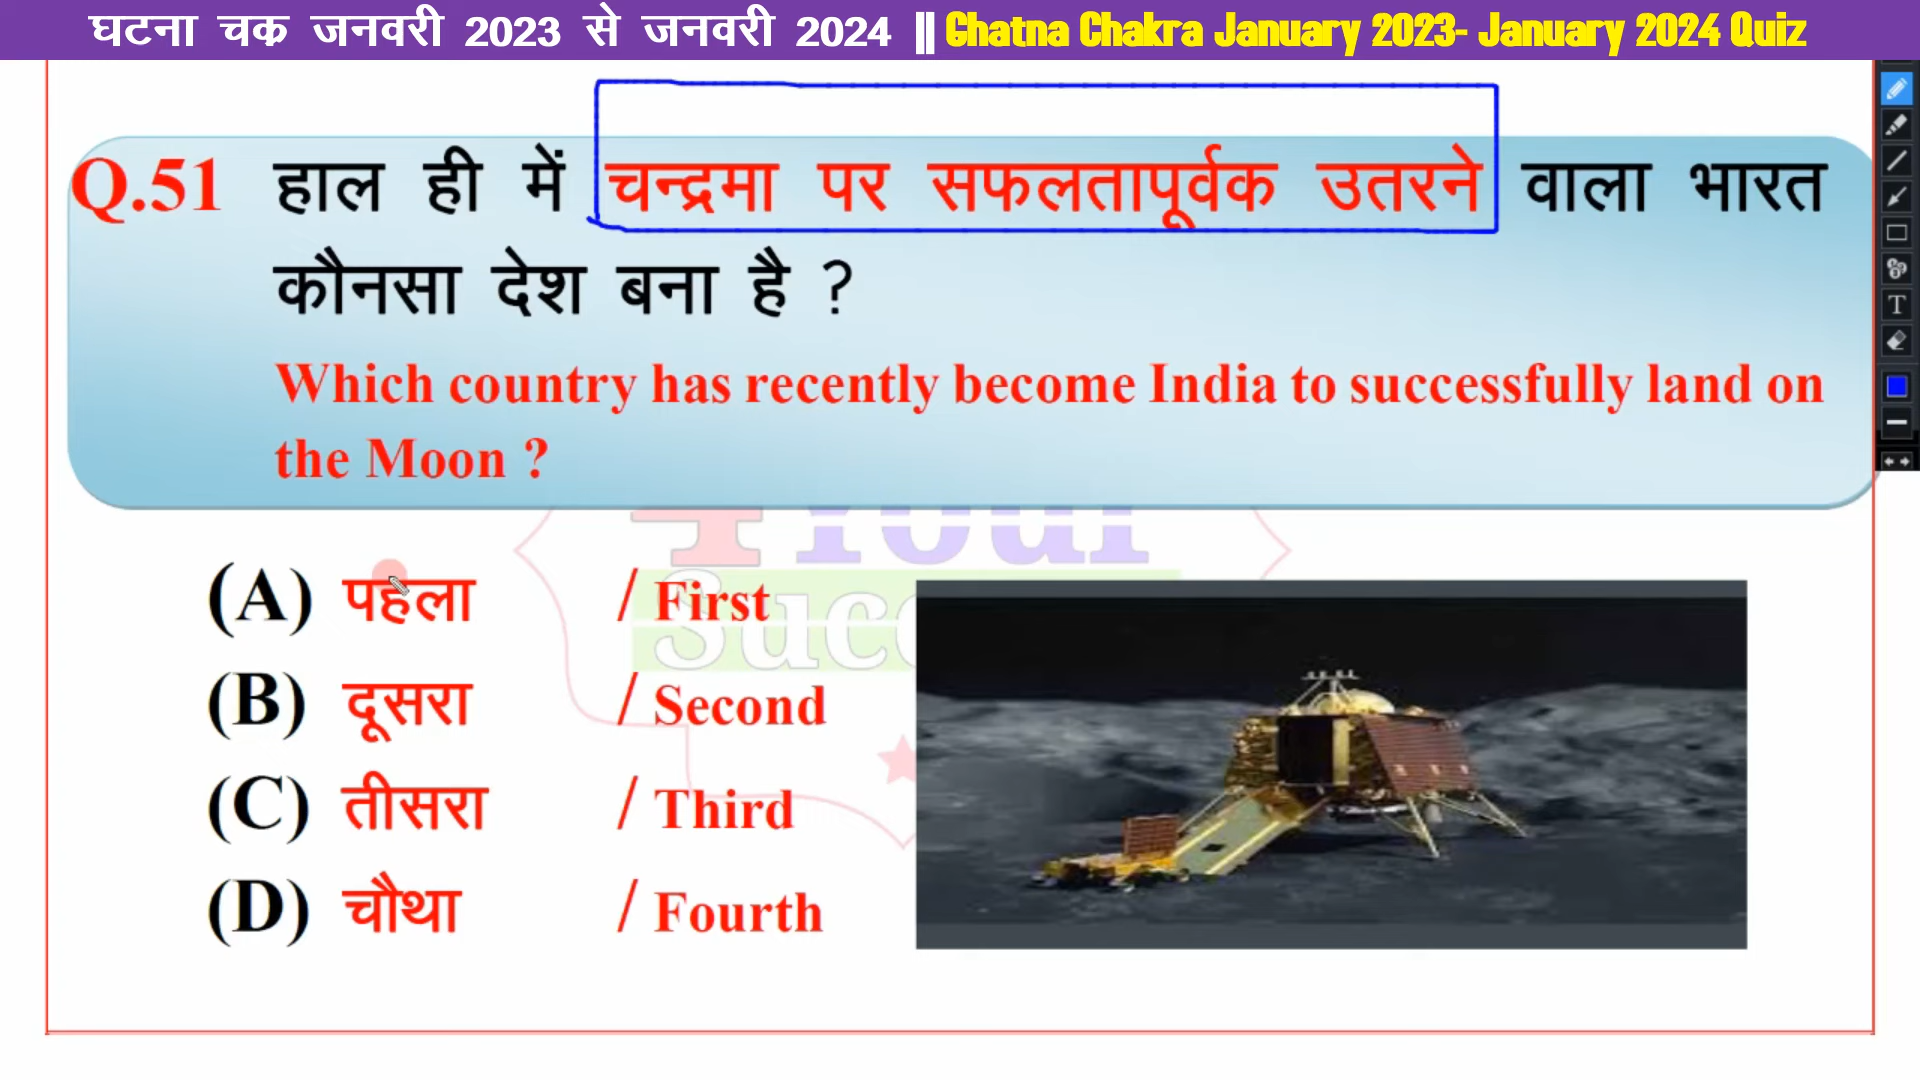 घटना चक्र जनवरी 2023 से जनवरी 2024 || Ghatna Chakra January 2023- January 2024 Quiz
Q.51 हाल ही में चन्द्रमा पर सफलतापूर्वक उतरने वाला भारत
कौनसा देश बना है ?
Which country has recently become India to successfully land on
the Moon ?
Your
(A) पहला / First
Succ
(B) दूसरा / Second
(C) तीसरा / Third
(D) चौथा / Fourth